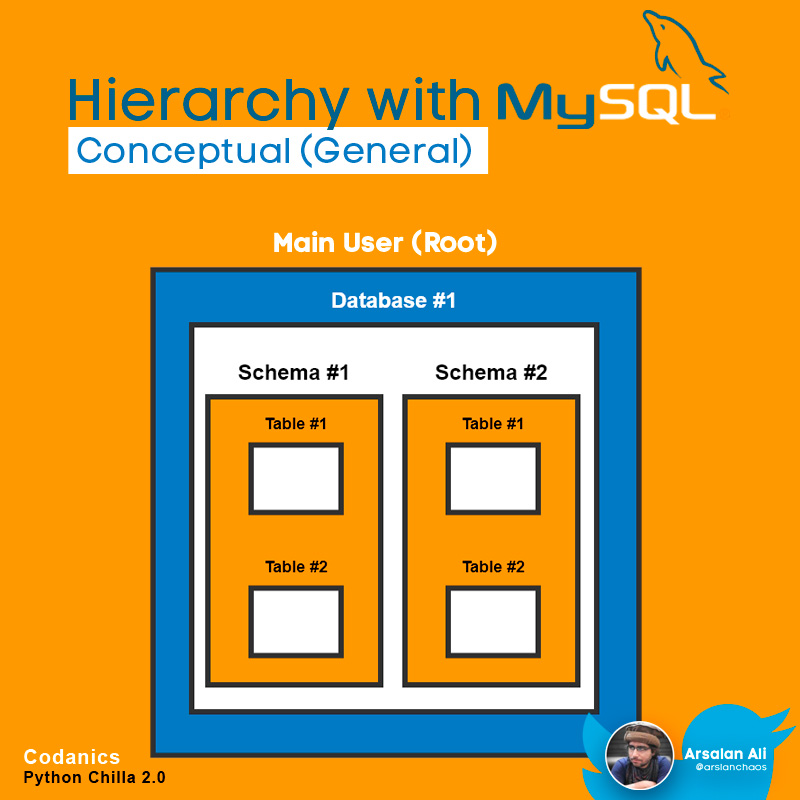 Hierarchy with MySQL
Conceptual (General)
Main User (Root)
Database #1
Schema #1
Schema #2
Table #1
Table #1
Table #2
Table #2
Codanics
Python Chilla 2.0
Arsalan Ali
@arslanchaos